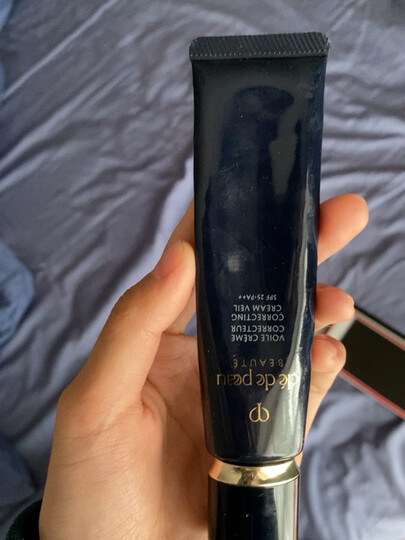 clé de peau
BEAUTÉ
VOILE CRÈME
CORRECTEUR
CORRECTING
CREAM VEIL
SPF 25·PA++